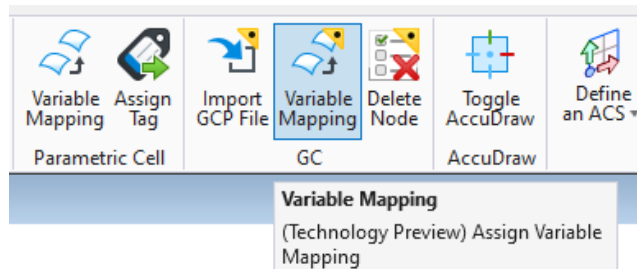 Variable Mapping
Assign Tag
Import GCP File
Variable Mapping
Delete Node
Toggle AccuDraw
Define an ACS
Parametric Cell
GC
AccuDraw
Variable Mapping
(Technology Preview) Assign Variable
Mapping